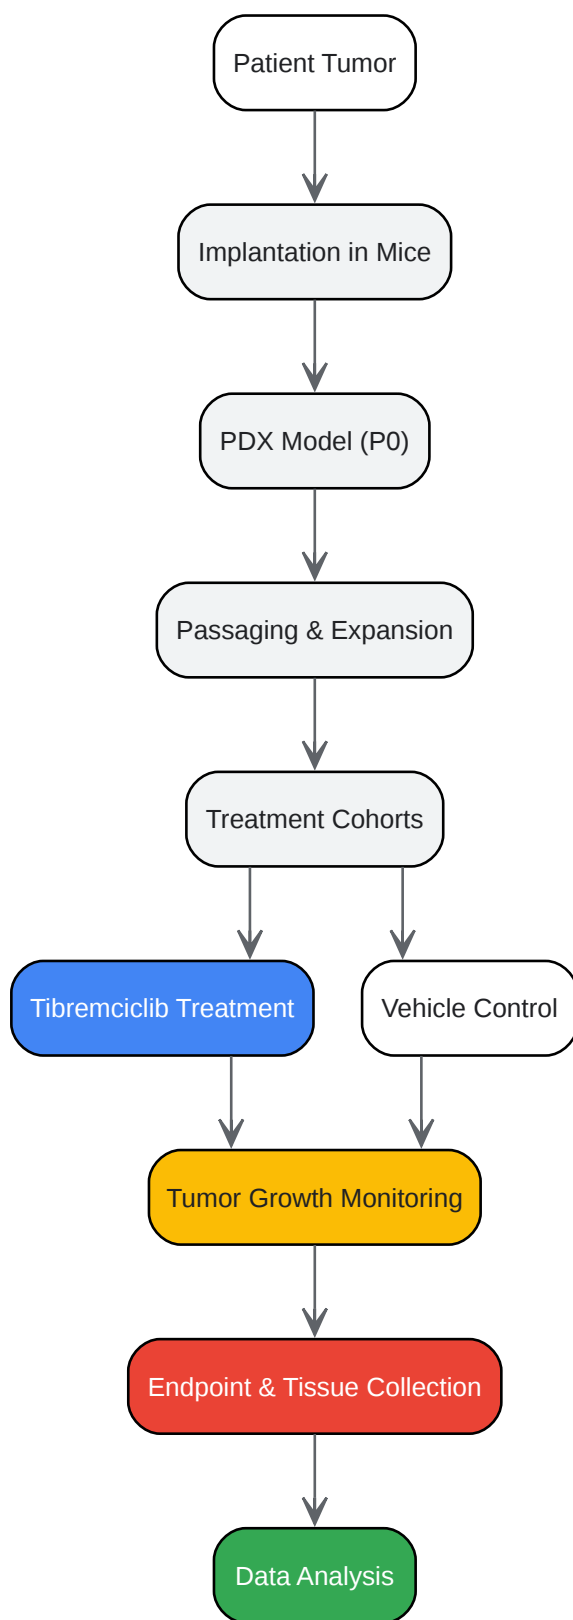 Patient Tumor
Implantation in Mice
PDX Model (P0)
Passaging & Expansion
Treatment Cohorts
Tibremciclib Treatment
Vehicle Control
Tumor Growth Monitoring
Endpoint & Tissue Collection
Data Analysis